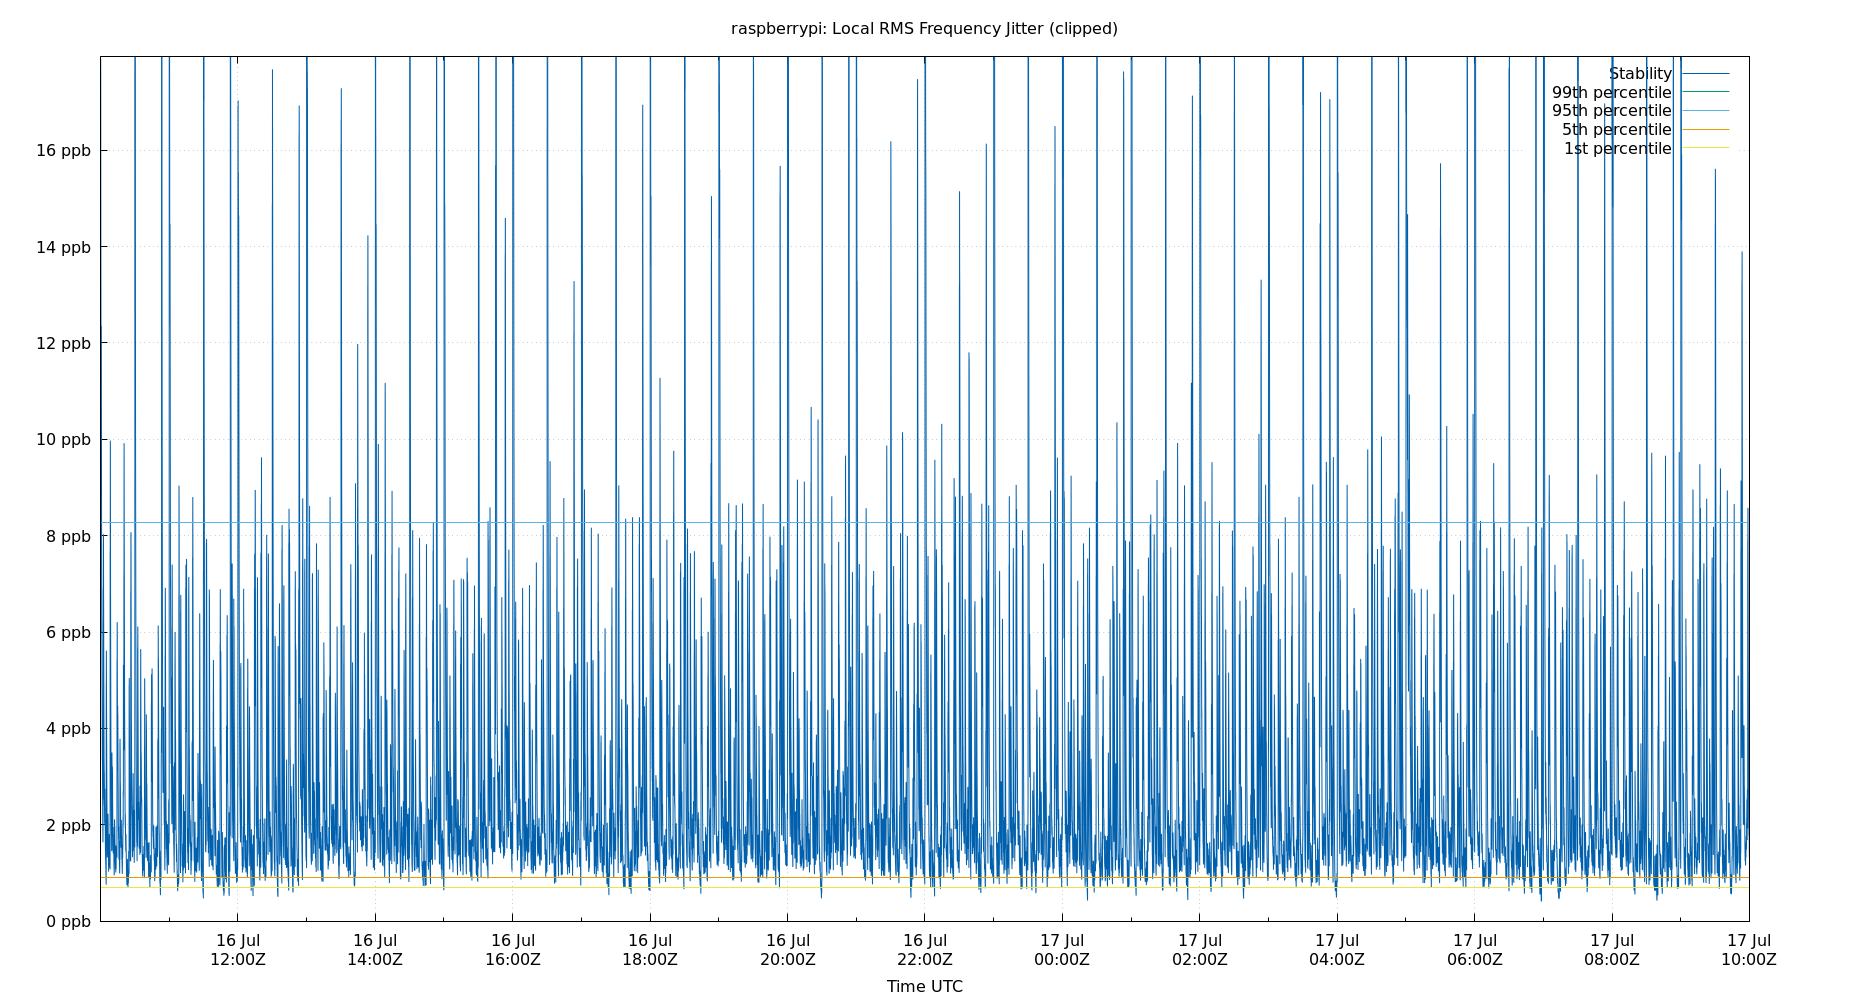 raspberrypi: Local RMS Frequency Jitter (clipped)
Stability
99th percentile
95th percentile
5th percentile
1st percentile
16 ppb
14 ppb
12 ppb
10 ppb
8 ppb
6 ppb
4 ppb
2 ppb
0 ppb
16 Jul 16 Jul 16 Jul 16 Jul 16 Jul 16 Jul 17 Jul 17 Jul 17 Jul 17 Jul 17 Jul 17 Jul
12:00Z 14:00Z 16:00Z 18:00Z 20:00Z 22:00Z 00:00Z 02:00Z 04:00Z 06:00Z 08:00Z 10:00Z
Time UTC